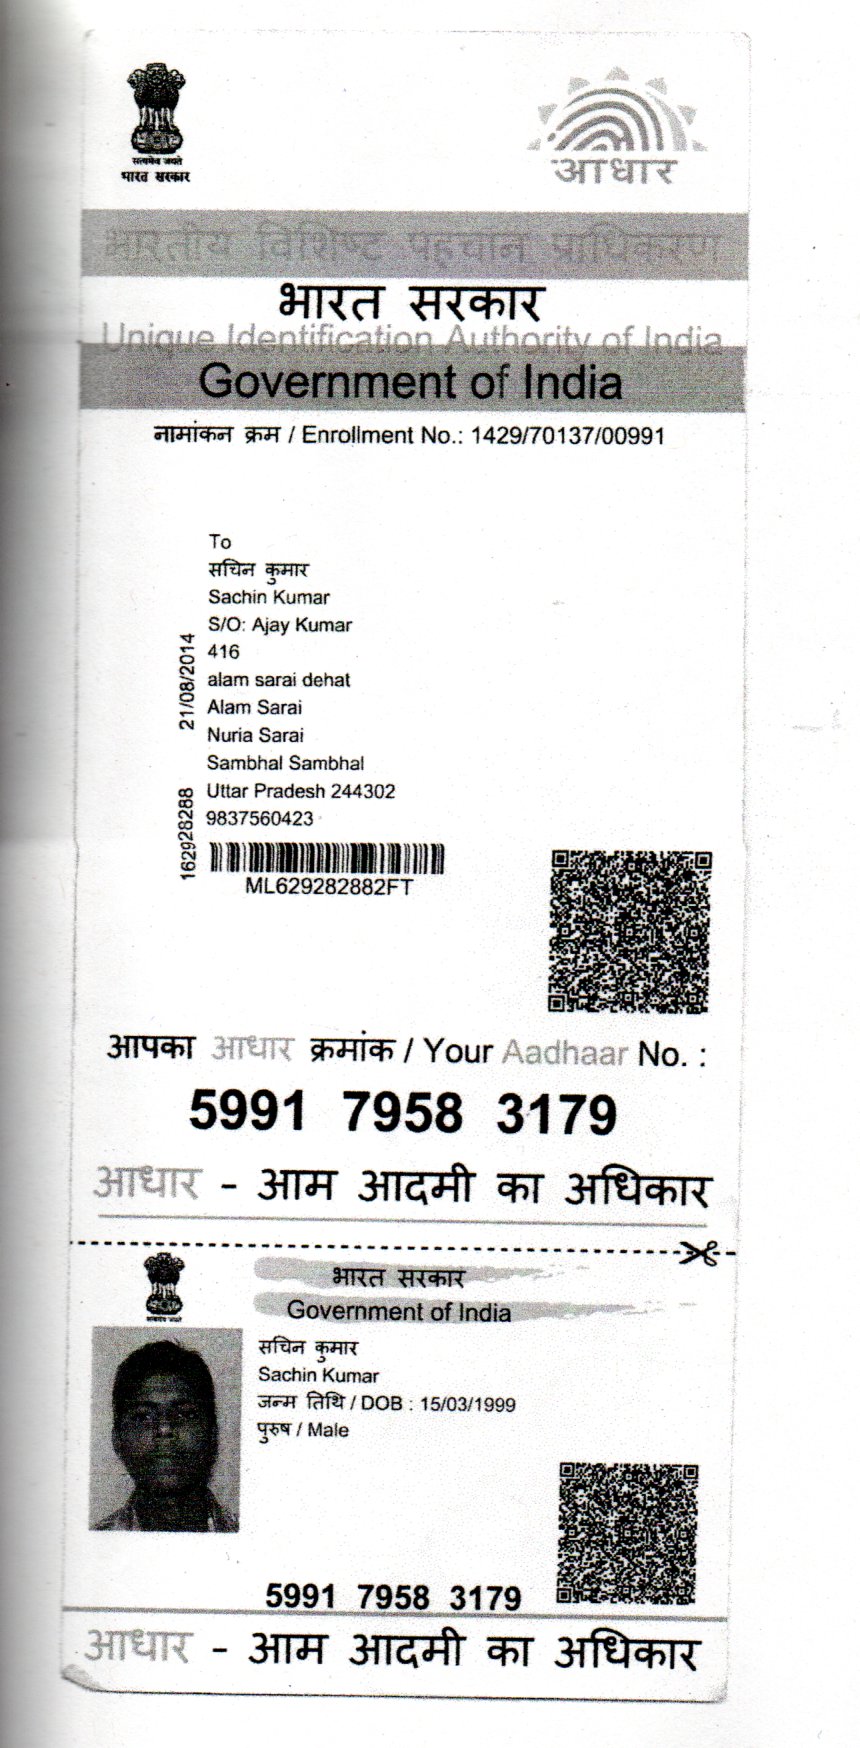 सत्यमेव जयते
भारत सरकार
आधार
भारतीय विशिष्ट पहचान प्राधिकरण
भारत सरकार
Unique Identification Authority of India
Government of India
नामांकन क्रम / Enrollment No.: 1429/70137/00991
To
सचिन कुमार
Sachin Kumar
S/O: Ajay Kumar
416
alam sarai dehat
Alam Sarai
Nuria Sarai
Sambhal Sambhal
Uttar Pradesh 244302
9837560423
21/08/2014
162928288
ML629282882FT
आपका आधार क्रमांक / Your Aadhaar No. :
5991 7958 3179
आधार - आम आदमी का अधिकार
भारत सरकार
Government of India
सचिन कुमार
Sachin Kumar
जन्म तिथि / DOB : 15/03/1999
पुरुष / Male
5991 7958 3179
आधार - आम आदमी का अधिकार